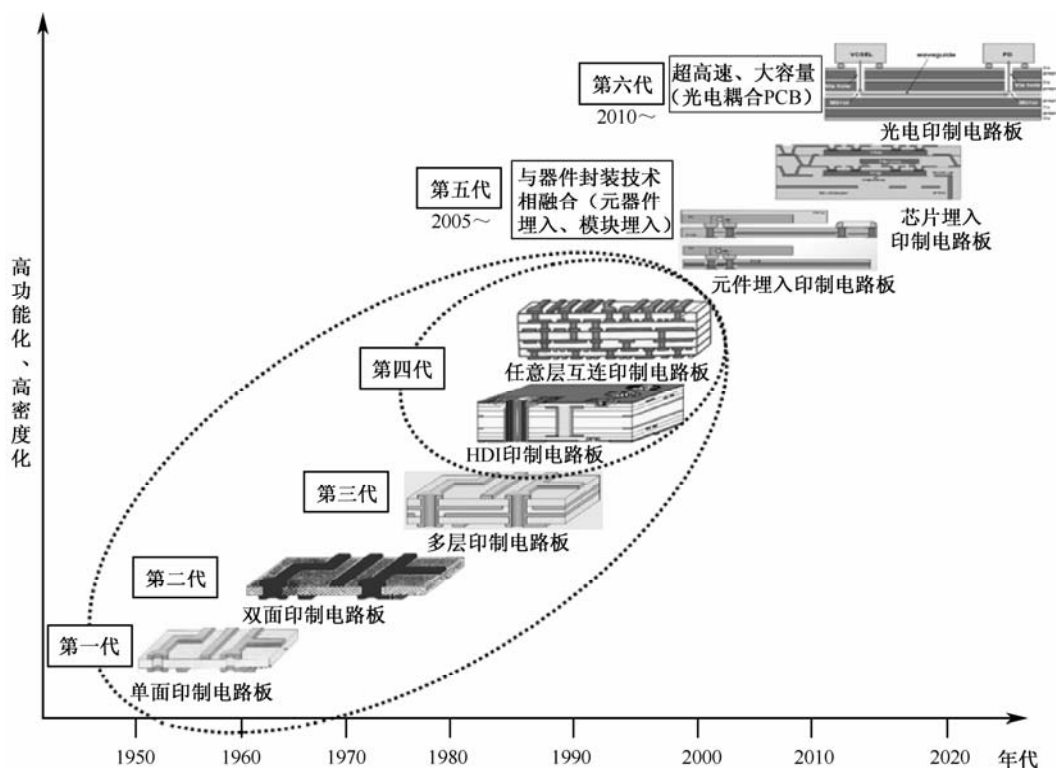 VCSEL
waveguide
PD
第六代
2010～
超高速、大容量
（光电耦合PCB）
光电印制电路板
第五代
2005～
与器件封装技术
相融合（元器件
埋入、模块埋入）
芯片埋入
印制电路板
元件埋入印制电路板
高功能化、高密度化
第四代
任意层互连印制电路板
HDI印制电路板
第三代
多层印制电路板
第二代
双面印制电路板
第一代
单面印制电路板
1950 1960 1970 1980 1990 2000 2010 2020 年代